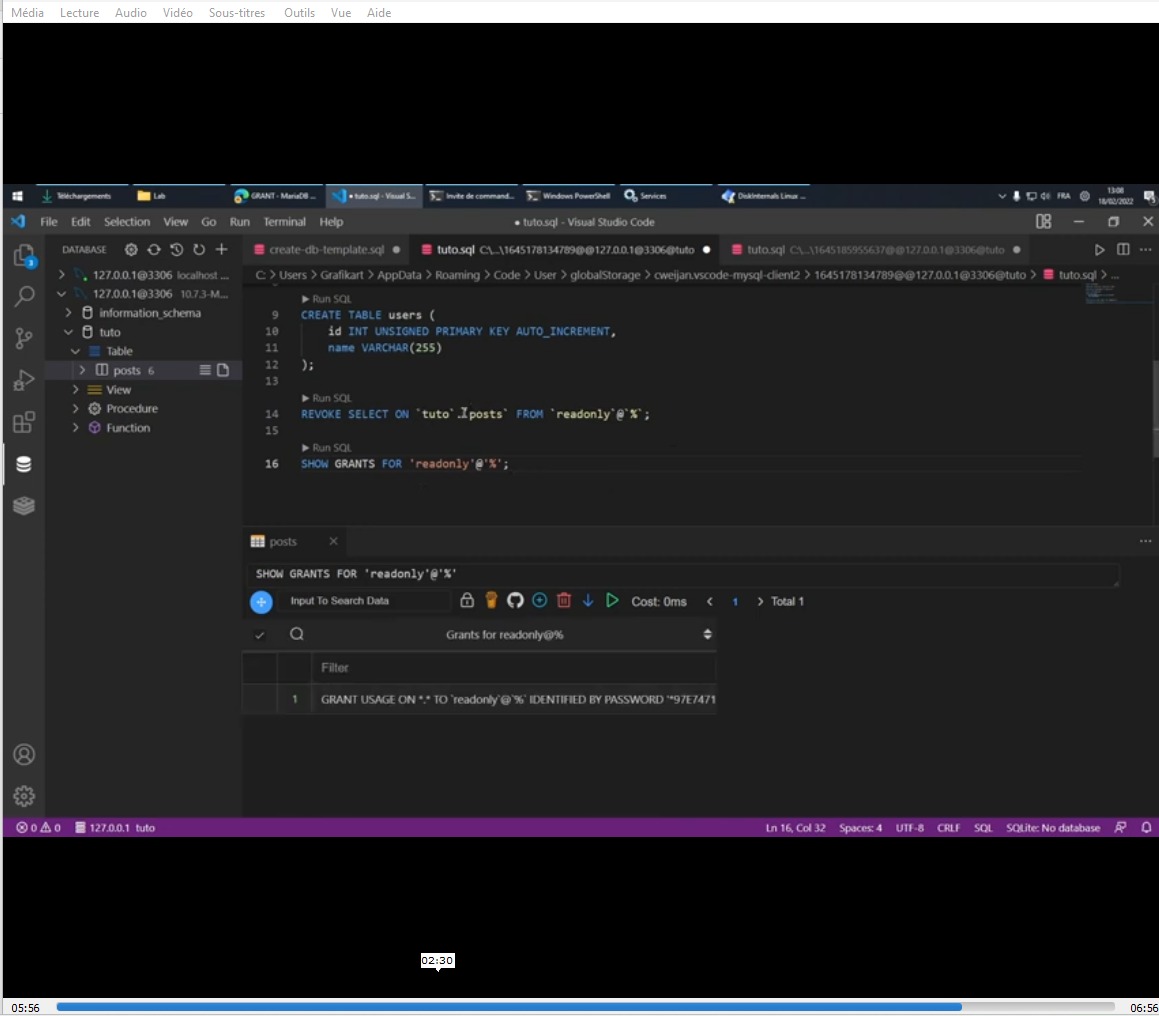 Média Lecture Audio Vidéo Sous-titres Outils Vue Aide
Téléchargements Lab GRANT - MariaDB ... • tuto.sql - Visual S... Invite de command... Windows PowerShell Services DiskInternals Linux ... FRA 13:08
18/02/2022
File Edit Selection View Go Run Terminal Help • tuto.sql - Visual Studio Code
3
DATABASE
create-db-template.sql ● tuto.sql C:\...\1645178134789@@127.0.0.1@3306@tuto ● tuto.sql C:\...\1645185955637@@127.0.0.1@3306@tuto ●
C: > Users > Grafikart > AppData > Roaming > Code > User > globalStorage > cweijan.vscode-mysql-client2 > 1645178134789@@127.0.0.1@3306@tuto > tuto.sql > ...
127.0.0.1@3306 localhost ...
127.0.0.1@3306 10.7.3-M...
information_schema
tuto
Table
posts 6
View
Procedure
Function
Run SQL
9 CREATE TABLE users (
10 id INT UNSIGNED PRIMARY KEY AUTO_INCREMENT,
11 name VARCHAR(255)
12 );
13
Run SQL
14 REVOKE SELECT ON `tuto`.`posts` FROM `readonly`@`%`;
15
Run SQL
16 SHOW GRANTS FOR 'readonly'@'%';
posts
SHOW GRANTS FOR 'readonly'@'%'
Input To Search Data Cost: 0ms < 1 > Total 1
Grants for readonly@%
Filter
1 GRANT USAGE ON *.* TO `readonly`@`%` IDENTIFIED BY PASSWORD '*97E7471
0 0 127.0.0.1 tuto Ln 16, Col 32 Spaces: 4 UTF-8 CRLF SQL SQLite: No database
02:30
05:56 06:56